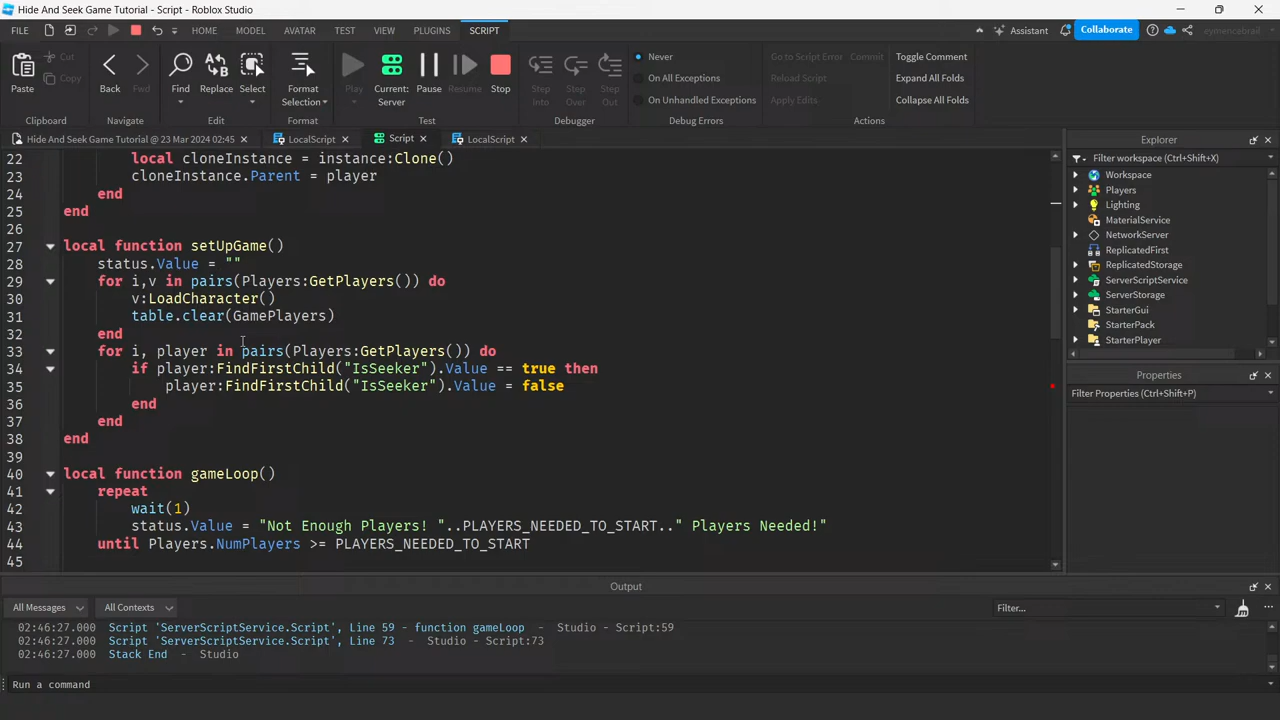 Hide And Seek Game Tutorial - Script - Roblox Studio
FILE HOME MODEL AVATAR TEST VIEW PLUGINS SCRIPT Assistant Collaborate eymencebrail
Paste Cut Copy Back Fwd Find Replace Select Format Selection Play Current: Server Pause Resume Stop Step Into Step Over Step Out Never On All Exceptions On Unhandled Exceptions Go to Script Error Commit Reload Script Apply Edits Toggle Comment Expand All Folds Collapse All Folds
Clipboard Navigate Edit Format Test Debugger Debug Errors Actions
Hide And Seek Game Tutorial @ 23 Mar 2024 02:45 LocalScript Script LocalScript
22 local cloneInstance = instance:Clone()
23 cloneInstance.Parent = player
24 end
25 end
26
27 local function setUpGame()
28 status.Value = ""
29 for i,v in pairs(Players:GetPlayers()) do
30 v:LoadCharacter()
31 table.clear(GamePlayers)
32 end
33 for i, player in pairs(Players:GetPlayers()) do
34 if player:FindFirstChild("IsSeeker").Value == true then
35 player:FindFirstChild("IsSeeker").Value = false
36 end
37 end
38 end
39
40 local function gameLoop()
41 repeat
42 wait(1)
43 status.Value = "Not Enough Players! "..PLAYERS_NEEDED_TO_START.." Players Needed!"
44 until Players.NumPlayers >= PLAYERS_NEEDED_TO_START
45
Explorer
Filter workspace (Ctrl+Shift+X)
Workspace
Players
Lighting
MaterialService
NetworkServer
ReplicatedFirst
ReplicatedStorage
ServerScriptService
ServerStorage
StarterGui
StarterPack
StarterPlayer
Properties
Filter Properties (Ctrl+Shift+P)
Output
All Messages All Contexts Filter...
02:46:27.000 Script 'ServerScriptService.Script', Line 59 - function gameLoop - Studio - Script:59
02:46:27.000 Script 'ServerScriptService.Script', Line 73 - Studio - Script:73
02:46:27.000 Stack End - Studio
Run a command